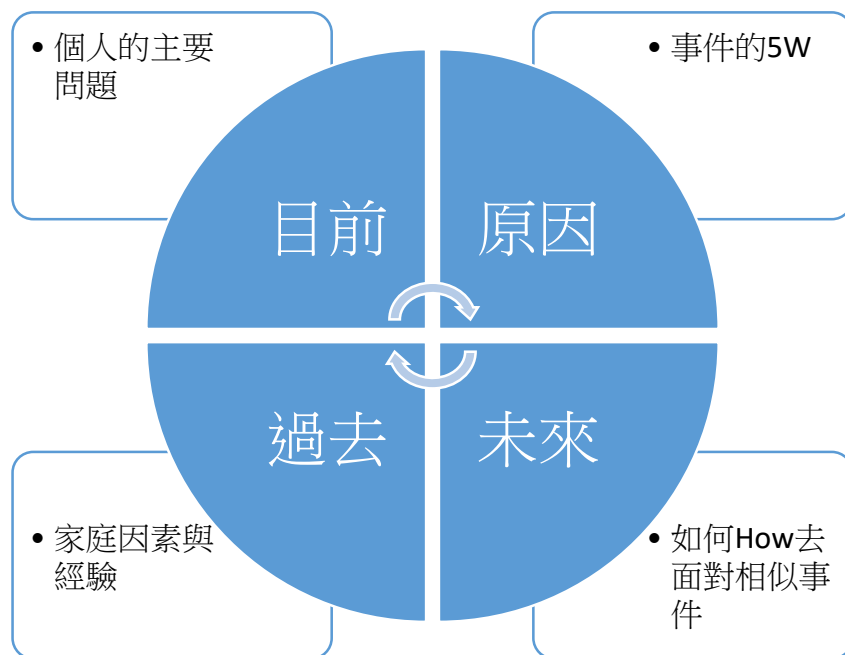 • 個人的主要
問題
• 事件的5W
目前
原因
過去
未來
• 家庭因素與
經驗
• 如何How去
面對相似事
件